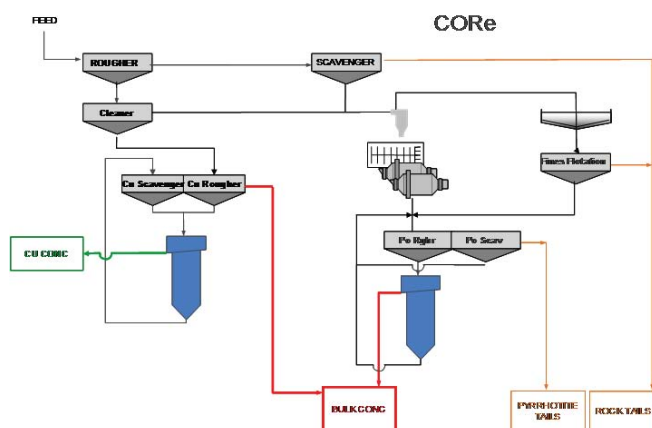 CORe
FEED
ROUGHER
SCAVENGER
Cleaner
Fines Flotation
Cu Scavenger
Cu Rougher
Po Rghr
Po Scav
CU CONC
BULK CONC
PYRRHOTITE
TAILS
ROCK TAILS